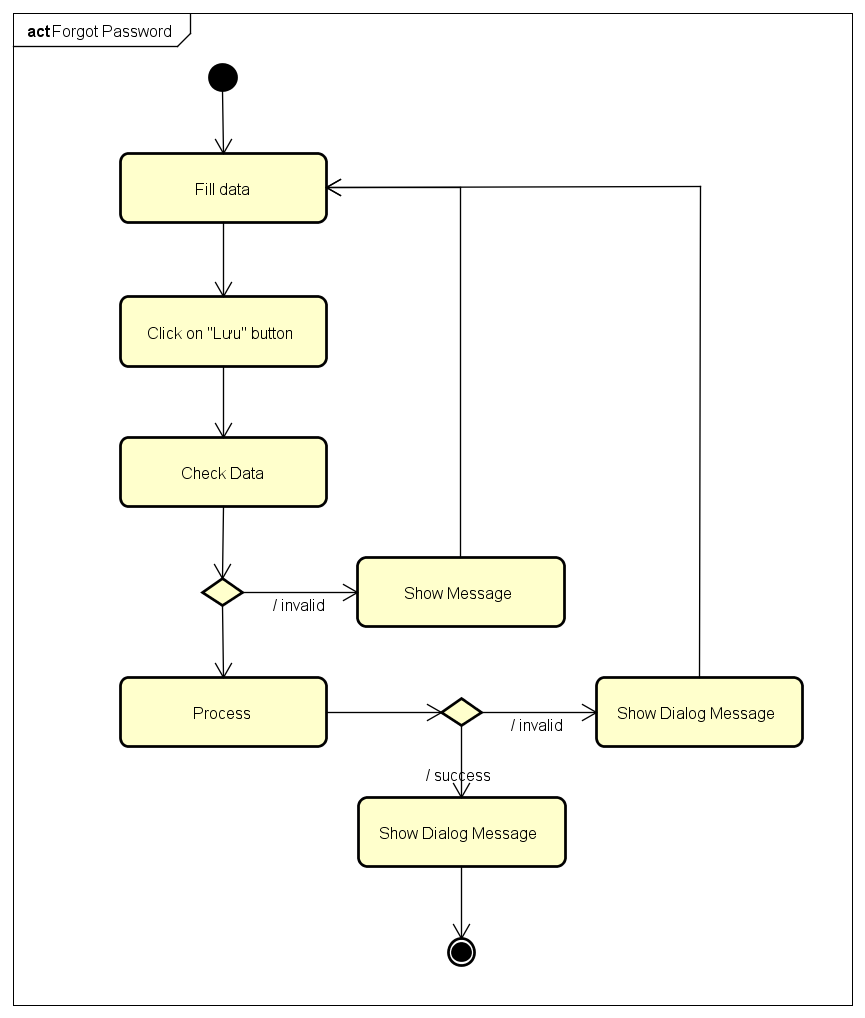 act Forgot Password
Fill data
Click on "Lưu" button
Check Data
Show Message
/ invalid
Process
Show Dialog Message
/ invalid
/ success
Show Dialog Message